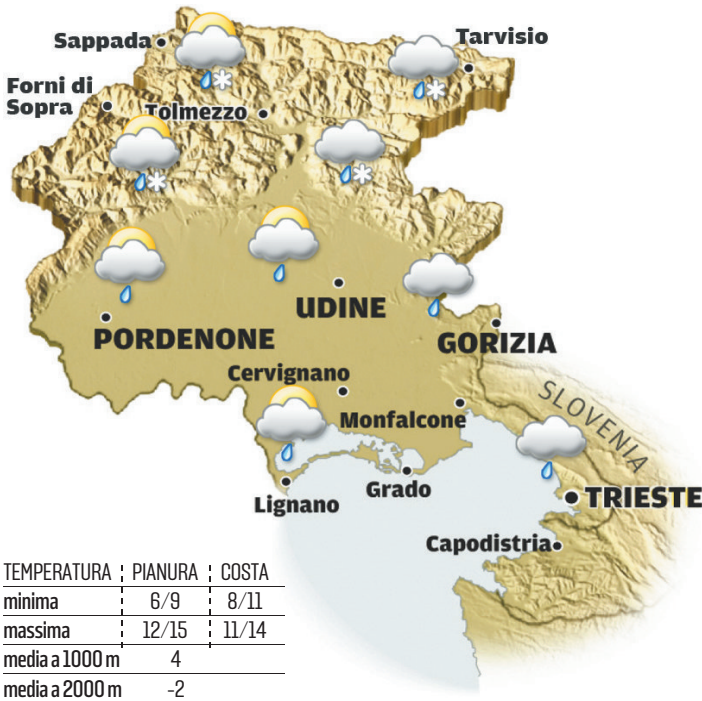 Sappada
Tarvisio
Forni di
Sopra
Tolmezzo
UDINE
PORDENONE
GORIZIA
Cervignano
SLOVENIA
Monfalcone
Grado
Lignano
TRIESTE
Capodistria
TEMPERATURA PIANURA COSTA
minima 6/9 8/11
massima 12/15 11/14
media a 1000 m 4
media a 2000 m -2